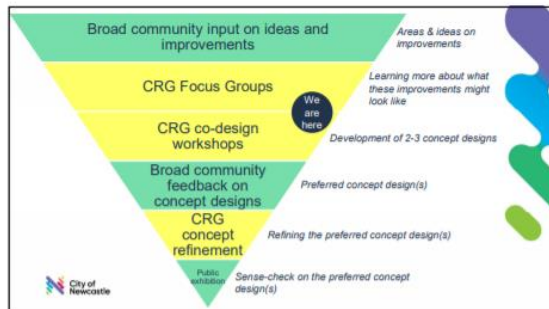 Broad community input on ideas and
improvements
Areas & ideas on
improvements
CRG Focus Groups
Learning more about what
these improvements might
look like
We
are
here
CRG co-design
workshops
Development of 2-3 concept designs
Broad community
feedback on
concept designs
Preferred concept design(s)
CRG
concept
refinement
Refining the preferred concept design(s)
Public
exhibition
Sense-check on the preferred concept
design(s)
City of
Newcastle